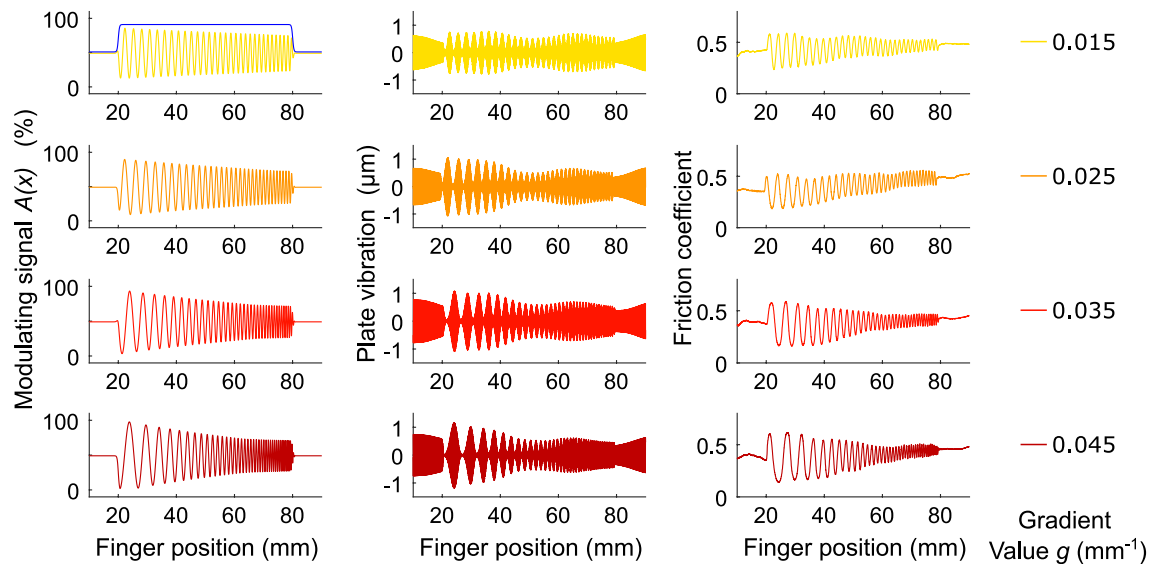 Modulating signal A(x) (%)
100
0
20 40 60 80
100
0
20 40 60 80
100
0
20 40 60 80
100
0
20 40 60 80
Finger position (mm)
Plate vibration (μm)
1
0
-1
20 40 60 80
1
0
-1
20 40 60 80
1
0
-1
20 40 60 80
1
0
-1
20 40 60 80
Finger position (mm)
Friction coefficient
0.5
0
20 40 60 80
0.5
0
20 40 60 80
0.5
0
20 40 60 80
0.5
0
20 40 60 80
Finger position (mm)
0.015
0.025
0.035
0.045
Gradient
Value g (mm⁻¹)